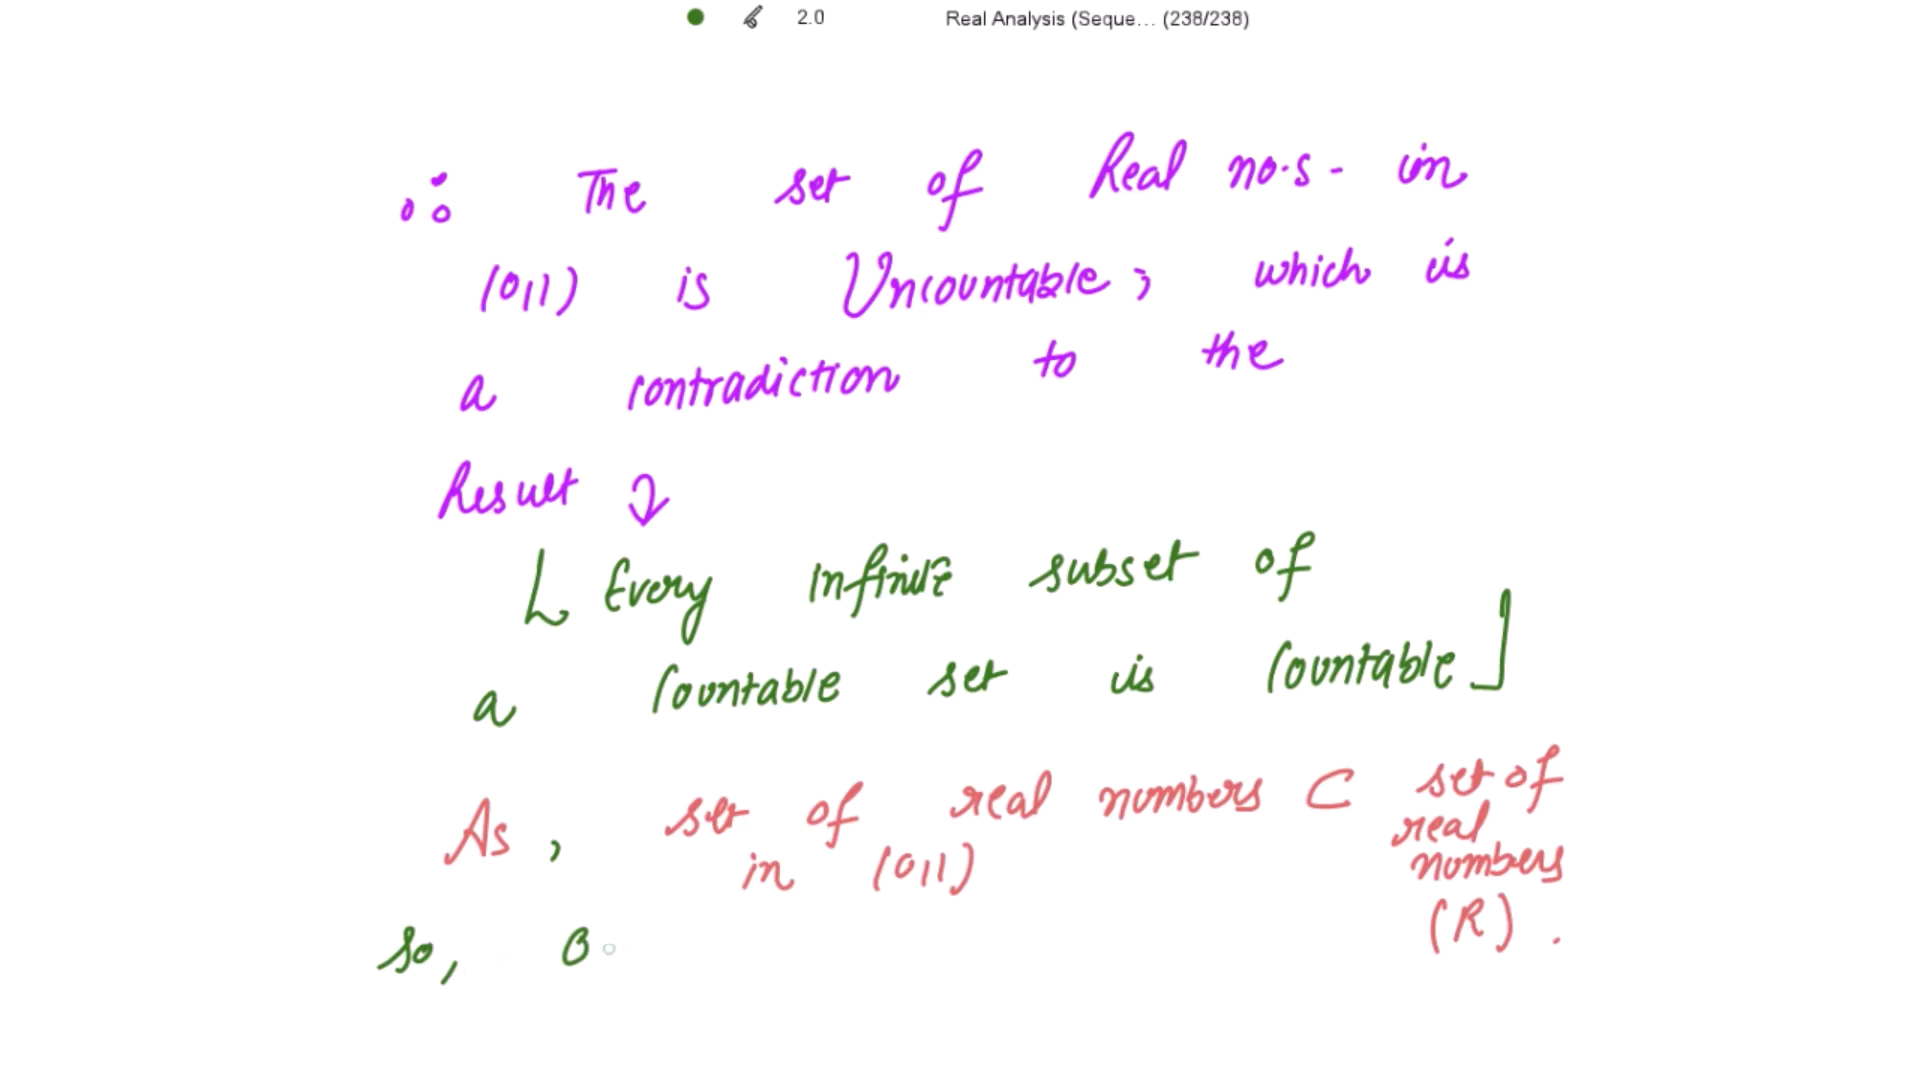 2.0 Real Analysis (Seque... (238/238)
∴ The set of Real no.s - in
(0,1) is Uncountable, which is
a contradiction to the
Result ↓
[ Every infinite subset of
a Countable set is Countable ]
As, set of real numbers ⊂ set of
in (0,1) real
numbers
(R).
so,